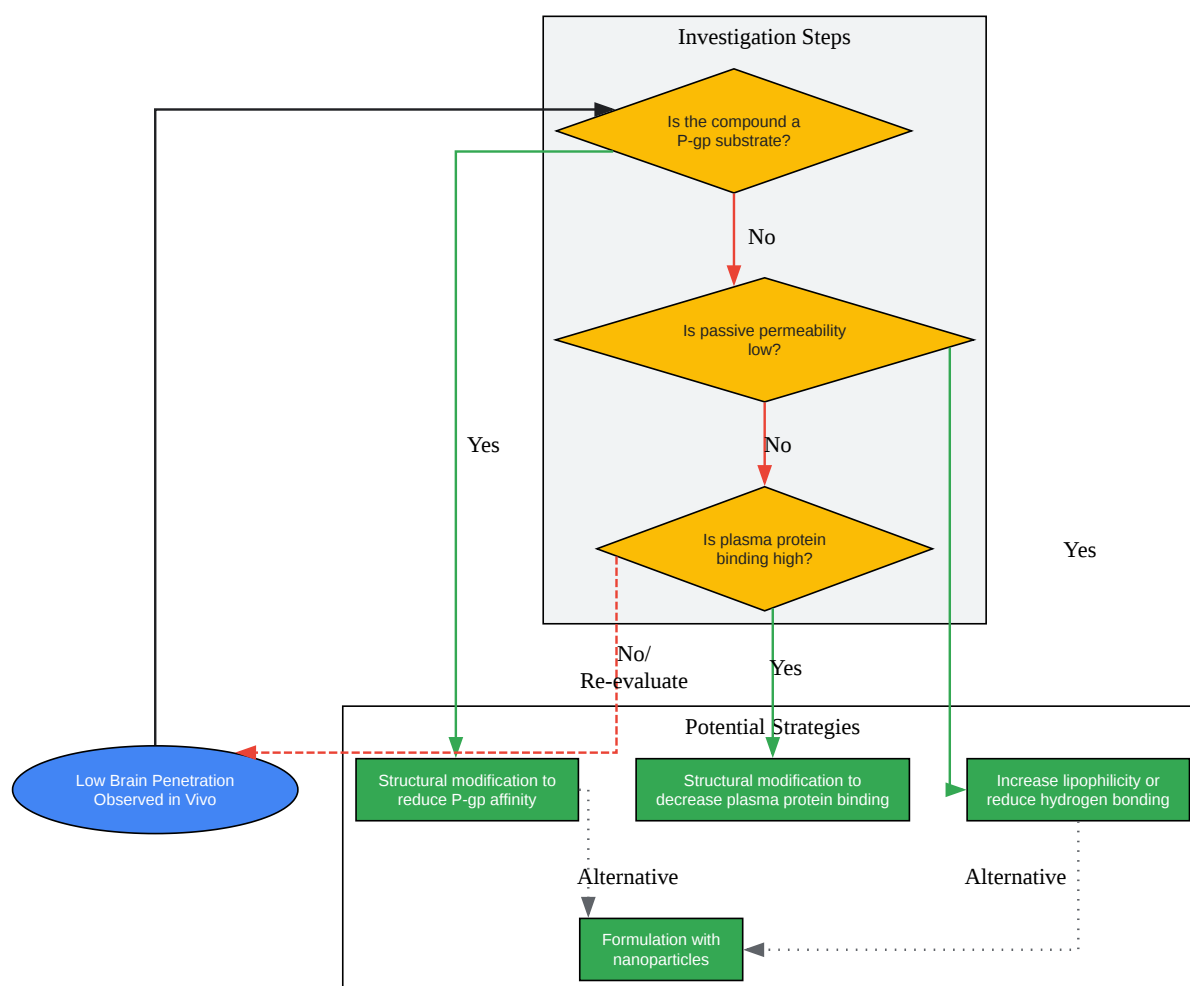 Investigation Steps
Is the compound a
P-gp substrate?
No
Is passive permeability
low?
Yes
No
Is plasma protein
binding high?
Yes
No/
Re-evaluate
Yes
Potential Strategies
Low Brain Penetration
Observed in Vivo
Structural modification to
reduce P-gp affinity
Structural modification to
decrease plasma protein binding
Increase lipophilicity or
reduce hydrogen bonding
Alternative
Alternative
Formulation with
nanoparticles